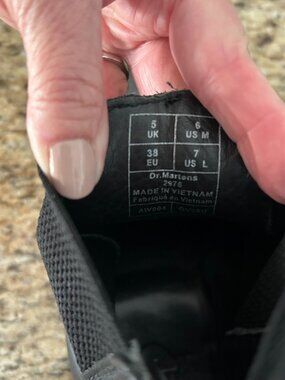 5 6
UK US M
38 7
EU US L
Dr.Martens
2976
MADE IN VIETNAM
Fabriqué au Vietnam